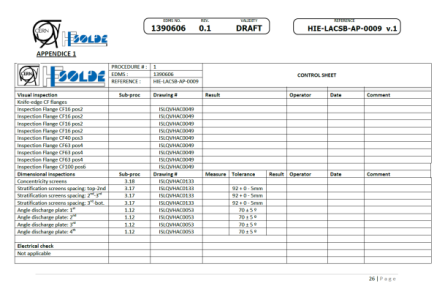 CERN
ISOLDE
EDMS NO. REV. VALIDITY
1390606 0.1 DRAFT
REFERENCE
HIE-LACSB-AP-0009 v.1
APPENDICE 1
CERN ISOLDE
PROCEDURE # : 1
EDMS : 1390606
REFERENCE : HIE-LACSB-AP-0009
CONTROL SHEET
Visual inspection Sub-proc Drawing # Result Operator Date Comment
Knife-edge CF flanges
Inspection Flange CF16 pos2 ISLQVHAC0049
Inspection Flange CF16 pos2 ISLQVHAC0049
Inspection Flange CF16 pos2 ISLQVHAC0049
Inspection Flange CF16 pos2 ISLQVHAC0049
Inspection Flange CF40 pos3 ISLQVHAC0049
Inspection Flange CF63 pos4 ISLQVHAC0049
Inspection Flange CF63 pos4 ISLQVHAC0049
Inspection Flange CF63 pos4 ISLQVHAC0049
Inspection Flange CF100 pos6 ISLQVHAC0049
Dimensional inspections Sub-proc Drawing # Measure Tolerance Result Operator Date Comment
Concentricity screens 3.18 ISLQVHAC0133
Stratification screens spacing: top-2nd 3.17 ISLQVHAC0133 92 + 0 - 5mm
Stratification screens spacing: 2nd-3rd 3.17 ISLQVHAC0133 92 + 0 - 5mm
Stratification screens spacing: 3rd bot. 3.17 ISLQVHAC0133 92 + 0 - 5mm
Angle discharge plate: 1st 1.12 ISLQVHAC0053 70 ± 5 º
Angle discharge plate: 2nd 1.12 ISLQVHAC0053 70 ± 5 º
Angle discharge plate: 3rd 1.12 ISLQVHAC0053 70 ± 5 º
Angle discharge plate: 4th 1.12 ISLQVHAC0053 70 ± 5 º
Electrical check
Not applicable
26 | Page